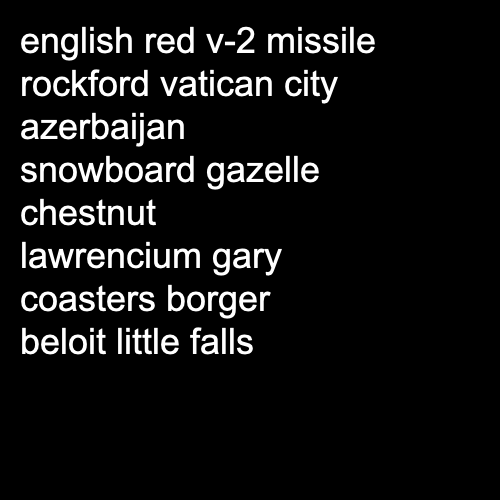 english red v-2 missile
rockford vatican city
azerbaijan
snowboard gazelle
chestnut
lawrencium gary
coasters borger
beloit little falls